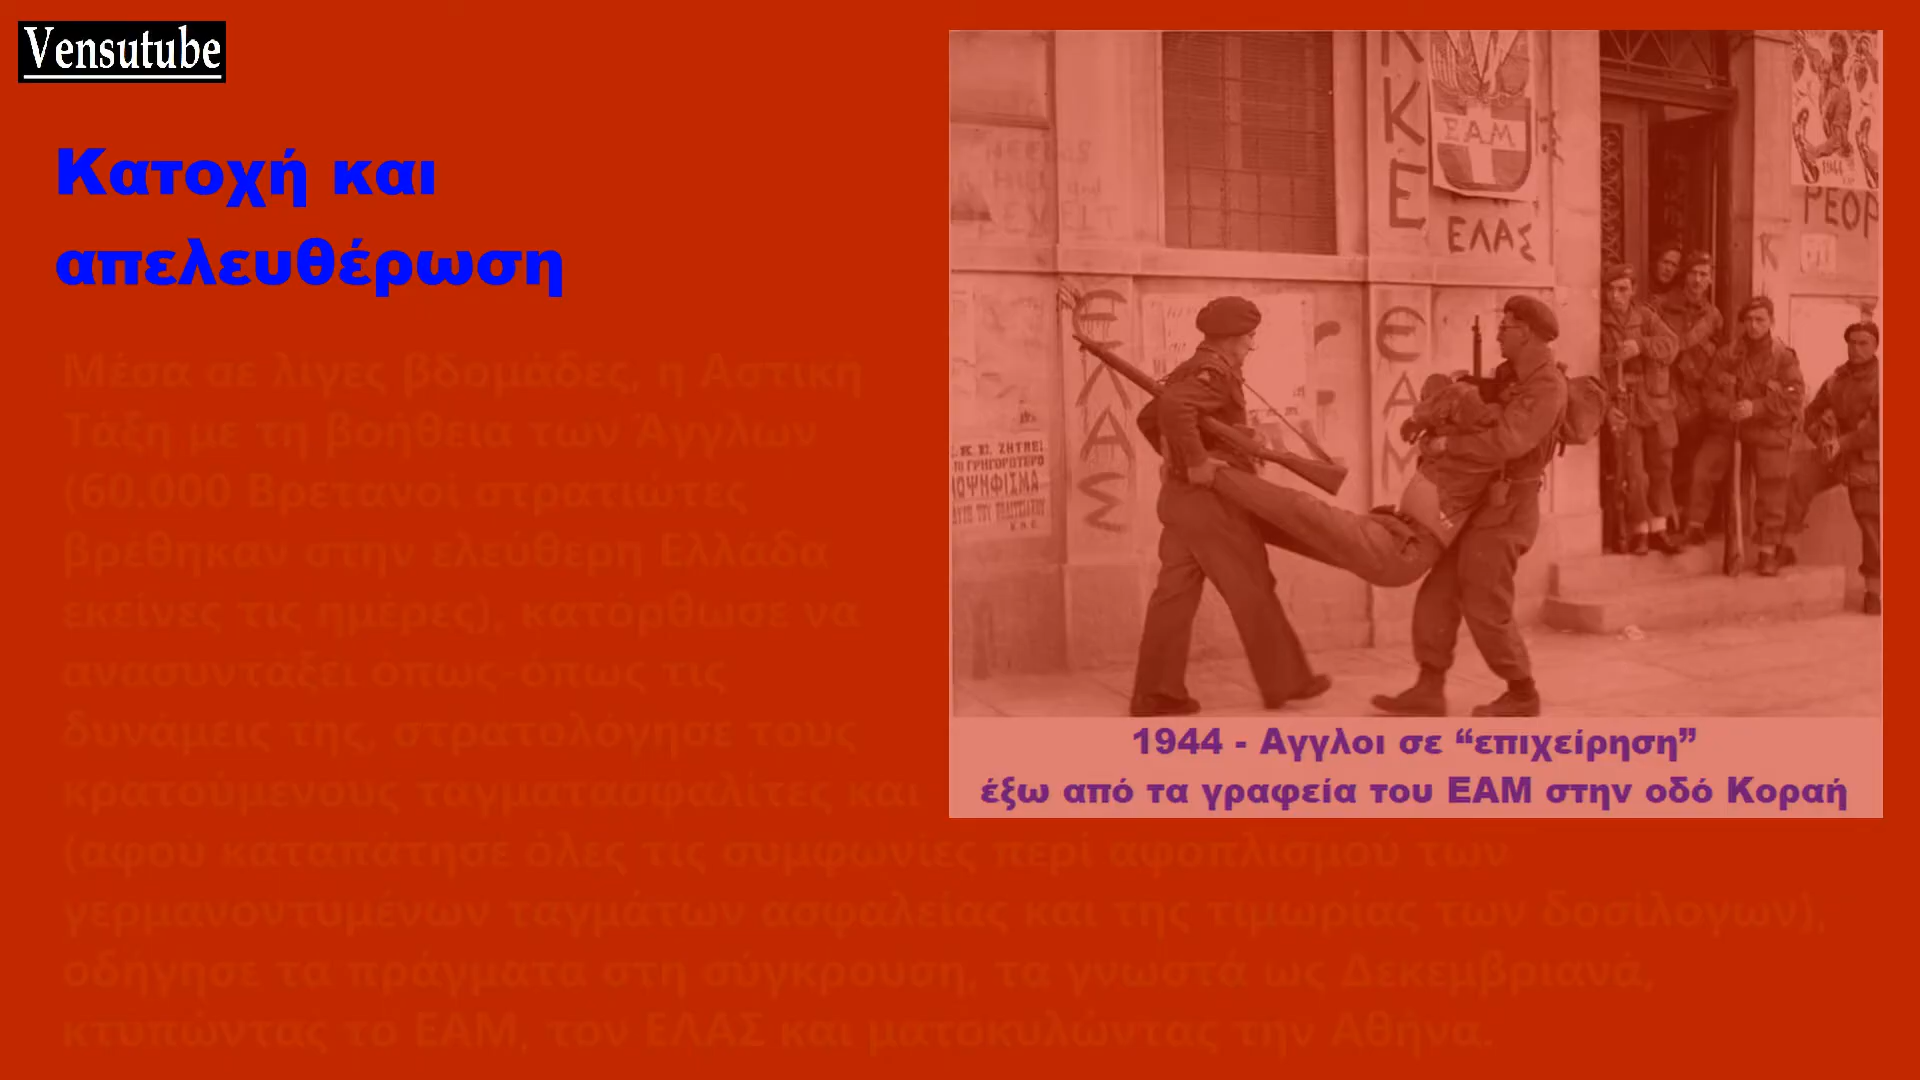 Vensutube
Κατοχή και
απελευθέρωση
Μέσα σε λίγες βδομάδες, η Αστική
Τάξη με τη βοήθεια των Άγγλων
(60.000 Βρετανοί στρατιώτες
βρέθηκαν στην ελεύθερη Ελλάδα
εκείνες τις ημέρες), κατόρθωσε να
ανασυντάξει όπως-όπως τις
δυνάμεις της, στρατολόγησε τους
κρατούμενους ταγματασφαλίτες και
(αφού καταπάτησε όλες τις συμφωνίες περί αφοπλισμού των
γερμανοντυμένων ταγμάτων ασφαλείας και της τιμωρίας των δοσίλογων),
οδήγησε τα πράγματα στη σύγκρουση, τα γνωστά ως Δεκεμβριανά,
κτυπώντας το ΕΑΜ, τον ΕΛΑΣ και ματοκυλώντας την Αθήνα.
ΚΚΕ
ΕΑΜ
ΕΛΑΣ
ΕΛΑΣ
ΕΑΜ
Κ.Κ.Ε. ΖΗΤΑΕΙ
1944
1944 - Αγγλοι σε “επιχείρηση”
έξω από τα γραφεία του ΕΑΜ στην οδό Κοραή